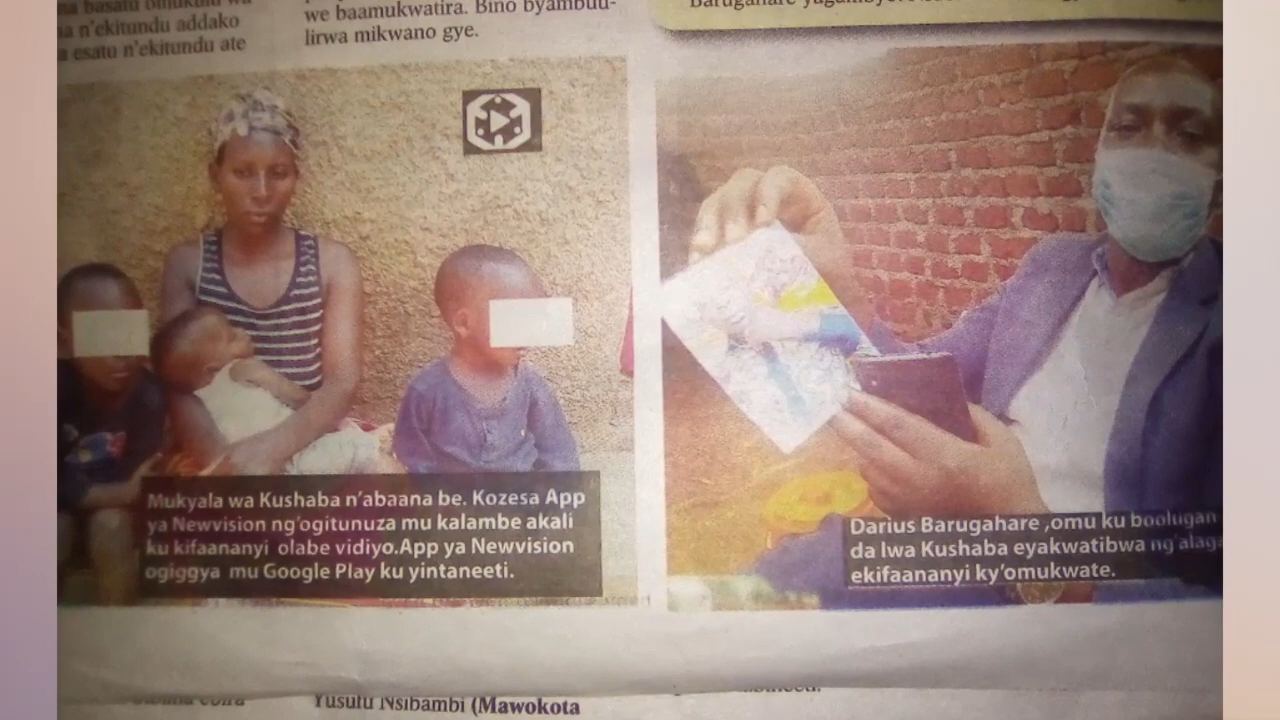 n'ekitundu addako
esatu n'ekitundu ate
we baamukwatira. Bino byambuu-
lirwa mikwano gye.
Mukyala wa Kushaba n'abaana be. Kozesa App
ya Newvision ng'ogitunuza mu kalambe akali
ku kifaananyi olabe vidiyo.App ya Newvision
ogiggya mu Google Play ku yintaneeti.
Darius Barugahare ,omu ku boolugan
da lwa Kushaba eyakwatibwa ng'alaga
ekifaananyi ky'omukwate.
Yusufu Nsibambi (Mawokota